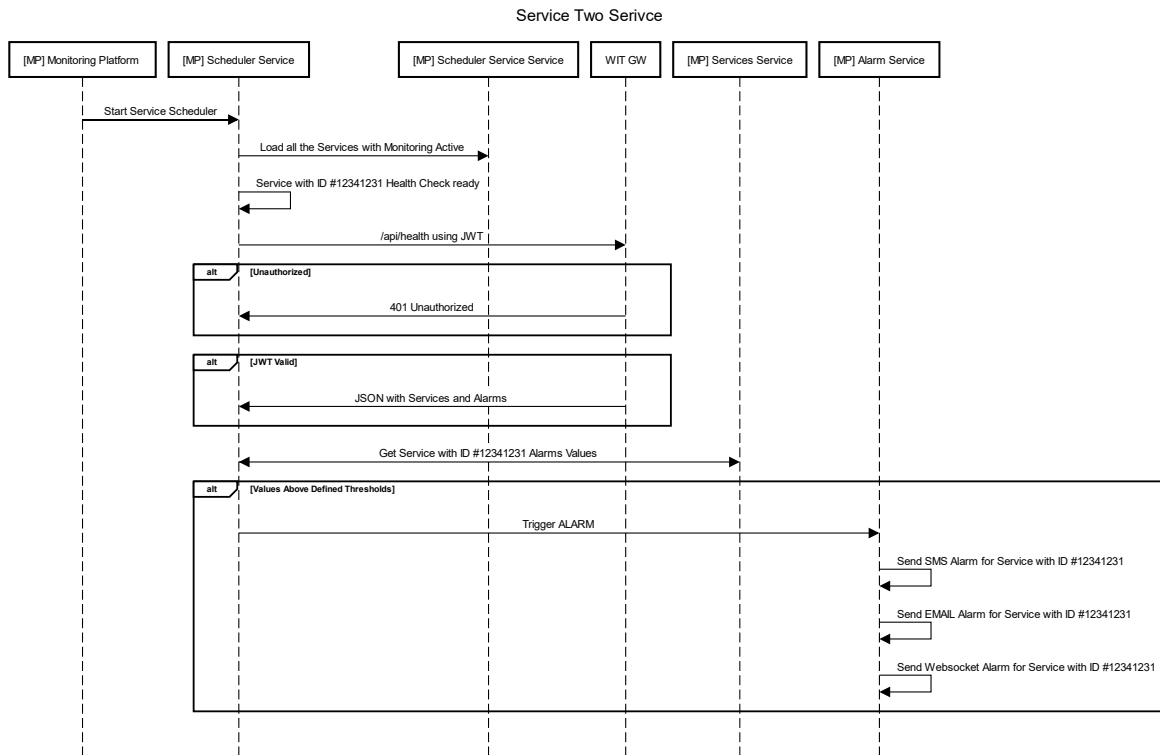 Service Two Serivce
[MP] Monitoring Platform
[MP] Scheduler Service
[MP] Scheduler Service Service
WIT GW
[MP] Services Service
[MP] Alarm Service
Start Service Scheduler
Load all the Services with Monitoring Active
Service with ID #12341231 Health Check ready
/api/health using JWT
alt
[Unauthorized]
401 Unauthorized
alt
[JWT Valid]
JSON with Services and Alarms
Get Service with ID #12341231 Alarms Values
alt
[Values Above Defined Thresholds]
Trigger ALARM
Send SMS Alarm for Service with ID #12341231
Send EMAIL Alarm for Service with ID #12341231
Send Websocket Alarm for Service with ID #12341231